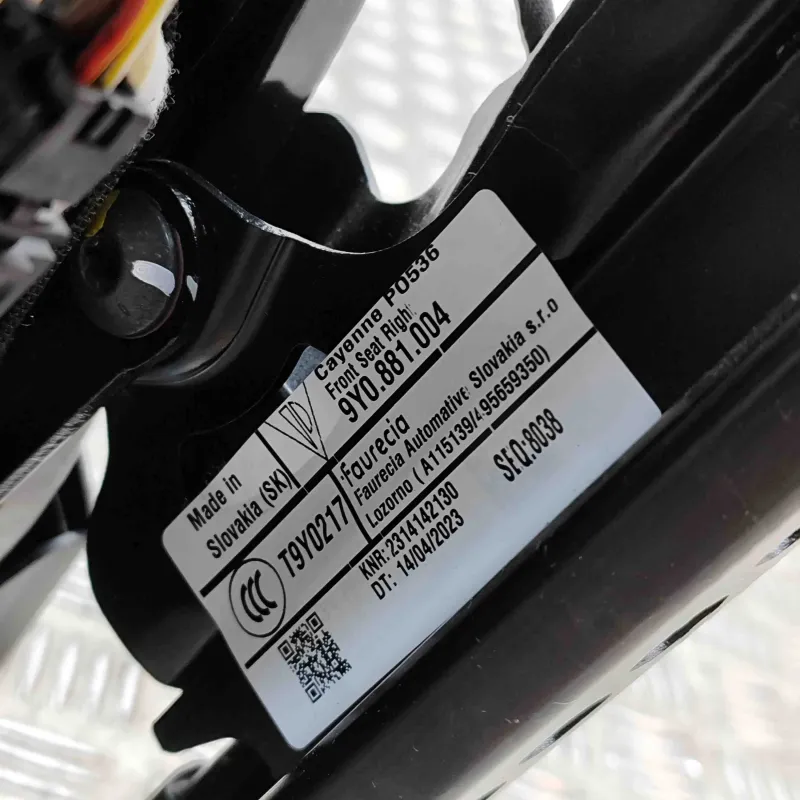 Made in
Slovakia (SK)
Cayenne PO536
Front Seat Right
9Y0.881.004
CCC
T9Y0217
faurecia
Faurecia Automotive Slovakia s.r.o
Lozorno ( A115139/495659350)
KNR: 2314142130
DT: 14/04/2023
SEQ:8038